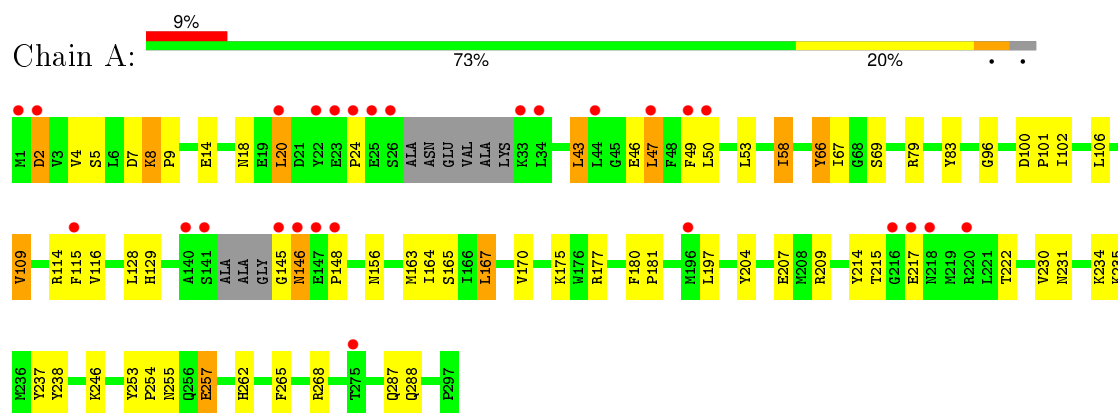 9%
Chain A:
73% 20% • •
M1 D2 V3 V4 S5 L6 D7 K8 P9 E14 N18 E19 L20 D21 Y22 E23 P24 E25 S26 ALA ASN GLU VAL ALA LYS K33 L34 L43 L44 G45 E46 L47 F48 F49 L50 L53 I58 Y66 I67 G68 S69 R79 Y83 G96 D100 P101 I102 L106
V109 R114 F115 V116 L128 H129 A140 S141 ALA ALA GLY G145 N146 E147 P148 N156 M163 I164 S165 I166 L167 V170 K175 W176 R177 F180 P181 M196 L197 Y204 E207 M208 R209 Y214 T215 G216 E217 N218 M219 R220 L221 T222 V230 N231 K234 K235
M236 Y237 Y238 K246 Y253 P254 N255 Q256 E257 H262 F265 R268 T275 Q287 Q288 P297